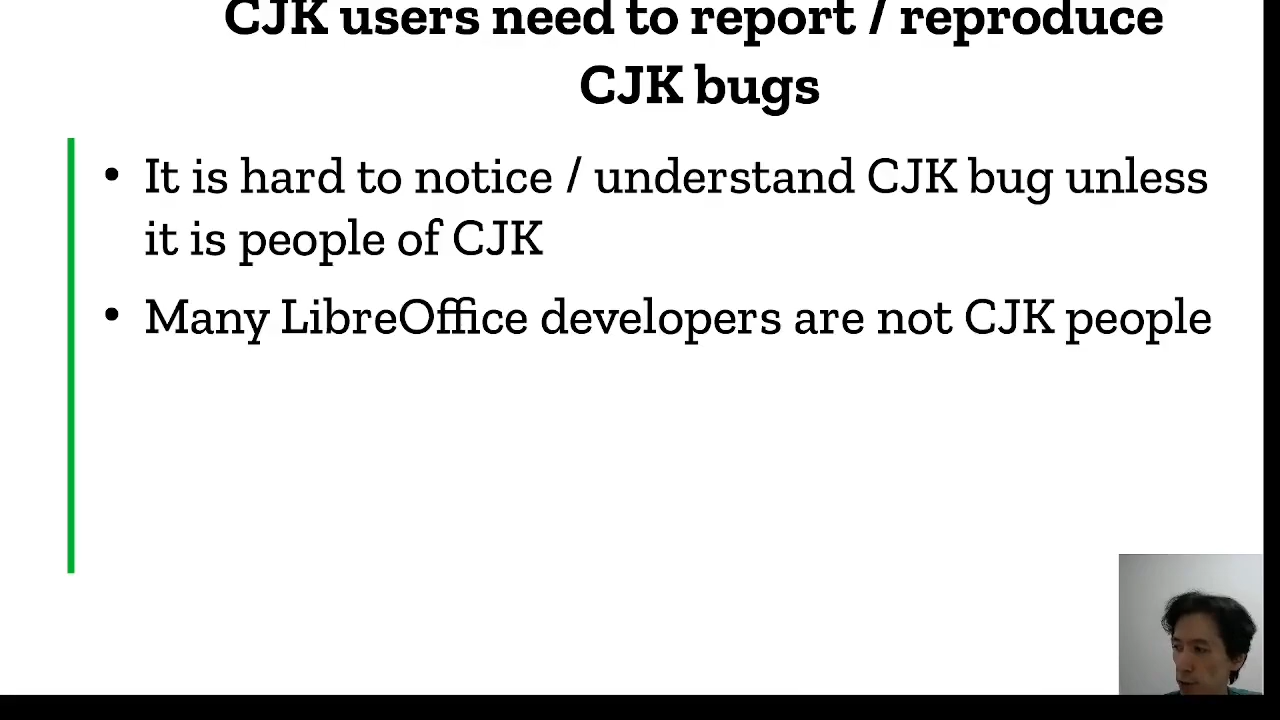 CJK users need to report / reproduce
CJK bugs
• It is hard to notice / understand CJK bug unless
it is people of CJK
• Many LibreOffice developers are not CJK people